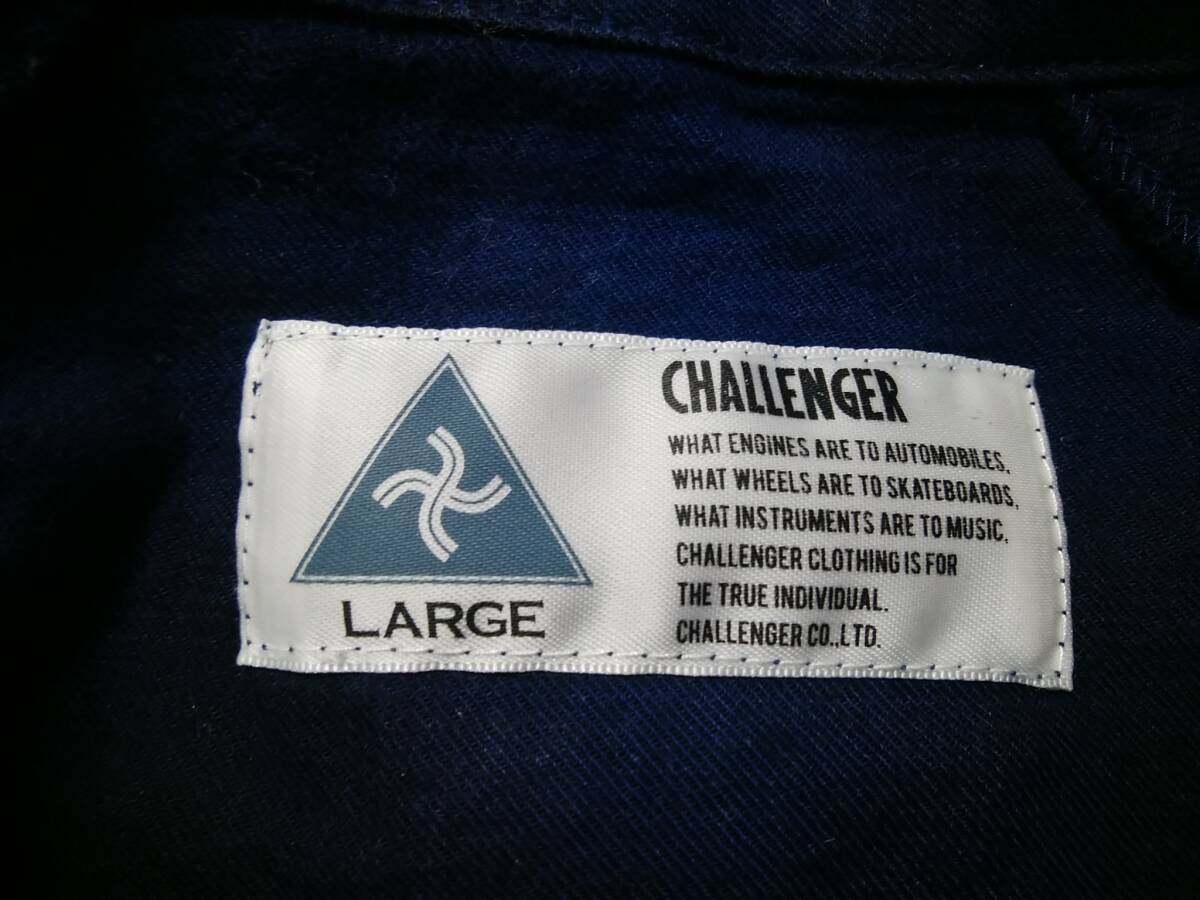 LARGE
CHALLENGER
WHAT ENGINES ARE TO AUTOMOBILES,
WHAT WHEELS ARE TO SKATEBOARDS,
WHAT INSTRUMENTS ARE TO MUSIC,
CHALLENGER CLOTHING IS FOR
THE TRUE INDIVIDUAL.
CHALLENGER CO.,LTD.